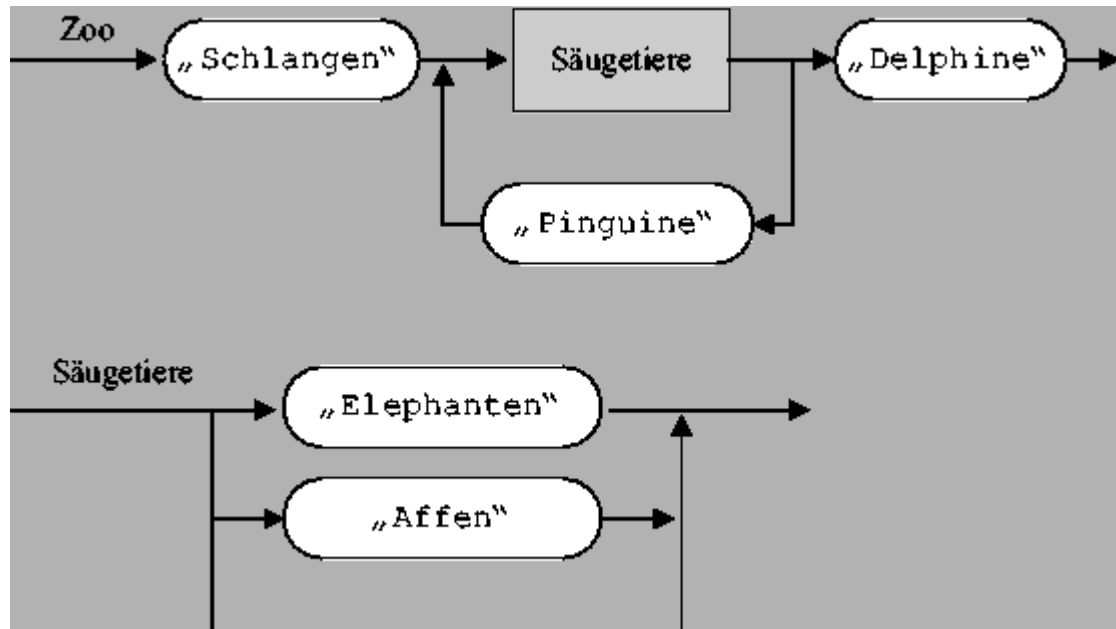 Zoo
„Schlangen“
Säugetiere
„Delphine“
„Pinguine“
Säugetiere
„Elephanten“
„Affen“